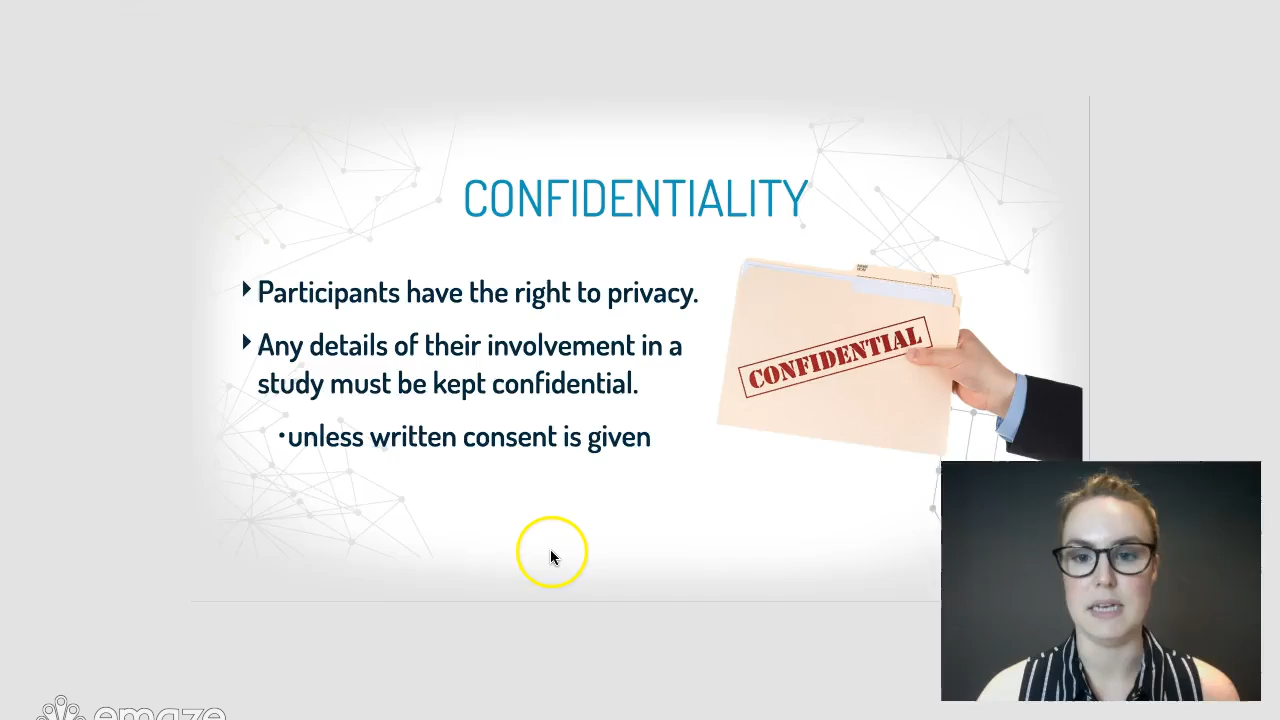 CONFIDENTIALITY
Participants have the right to privacy.
Any details of their involvement in a
study must be kept confidential.
•unless written consent is given
CONFIDENTIAL
emaze